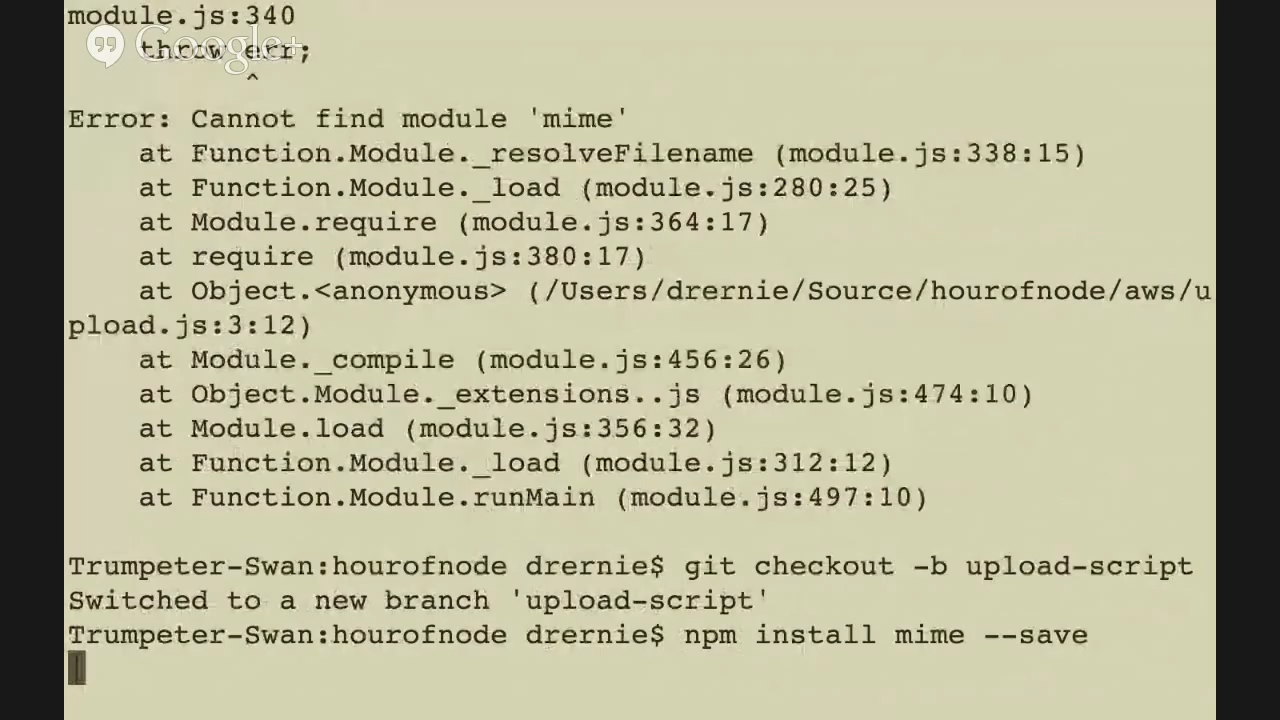 module.js:340
throw err;
Google+
^
Error: Cannot find module 'mime'
at Function.Module._resolveFilename (module.js:338:15)
at Function.Module._load (module.js:280:25)
at Module.require (module.js:364:17)
at require (module.js:380:17)
at Object.<anonymous> (/Users/drernie/Source/hourofnode/aws/u
pload.js:3:12)
at Module._compile (module.js:456:26)
at Object.Module._extensions..js (module.js:474:10)
at Module.load (module.js:356:32)
at Function.Module._load (module.js:312:12)
at Function.Module.runMain (module.js:497:10)
Trumpeter-Swan:hourofnode drernie$ git checkout -b upload-script
Switched to a new branch 'upload-script'
Trumpeter-Swan:hourofnode drernie$ npm install mime --save